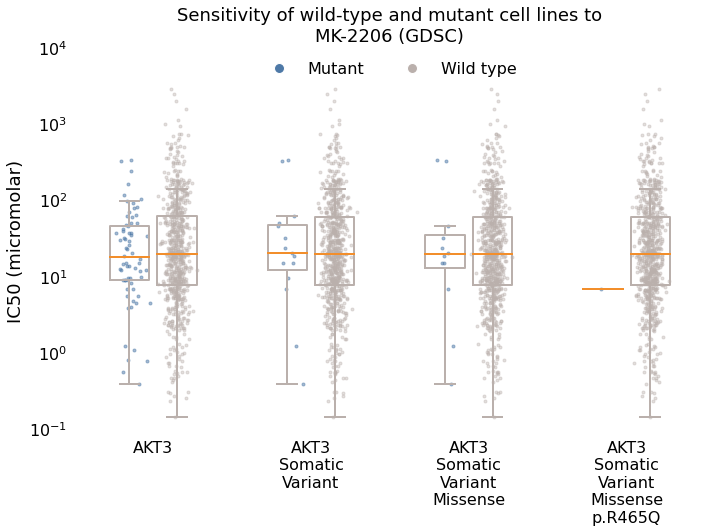 Sensitivity of wild-type and mutant cell lines to
MK-2206 (GDSC)
Mutant
Wild type
IC50 (micromolar)
10^4
10^3
10^2
10^1
10^0
10^−1
AKT3
AKT3
Somatic
Variant
AKT3
Somatic
Variant
Missense
AKT3
Somatic
Variant
Missense
p.R465Q